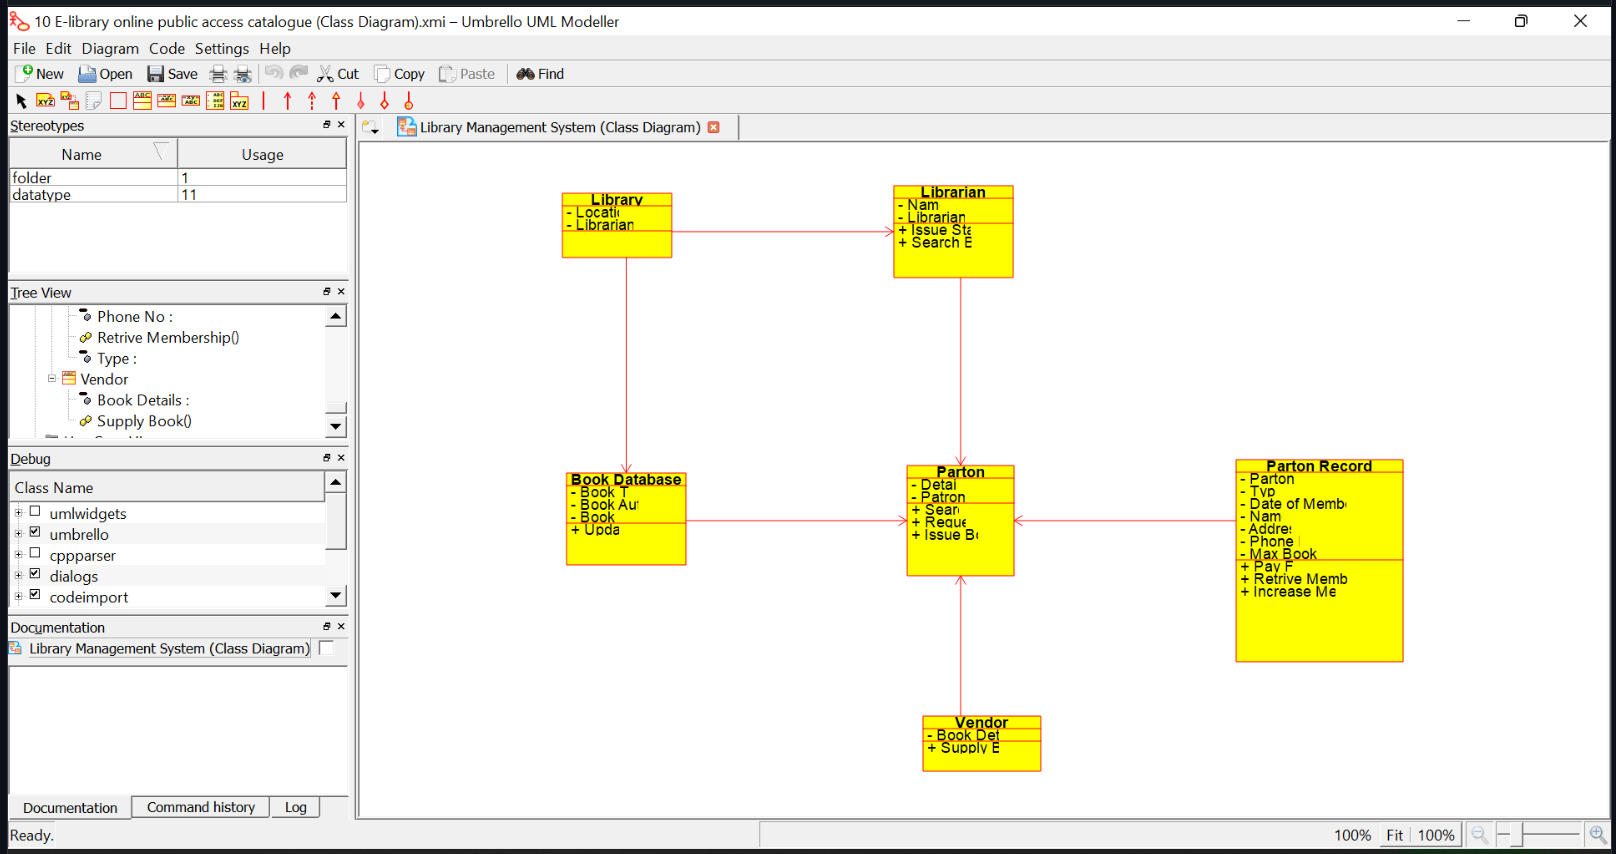 10 E-library online public access catalogue (Class Diagram).xmi – Umbrello UML Modeller
File Edit Diagram Code Settings Help
New Open Save Cut Copy Paste Find
Stereotypes
Name Usage
folder 1
datatype 11
Tree View
Phone No :
Retrive Membership()
Type :
Vendor
Book Details :
Supply Book()
Debug
Class Name
umlwidgets
umbrello
cppparser
dialogs
codeimport
Documentation
Library Management System (Class Diagram)
Documentation Command history Log
Ready.
Library Management System (Class Diagram)
Library
- Locatio
- Librarian
Librarian
- Nam
- Librarian
+ Issue Sta
+ Search B
Book Database
- Book T
- Book Aut
- Book
+ Upda
Parton
- Detai
- Patron
+ Sear
+ Reque
+ Issue Bo
Parton Record
- Parton
- Typ
- Date of Membe
- Nam
- Addres
- Phone
- Max Book
+ Pay F
+ Retrive Memb
+ Increase Me
Vendor
- Book Det
+ Supply B
100% Fit 100%